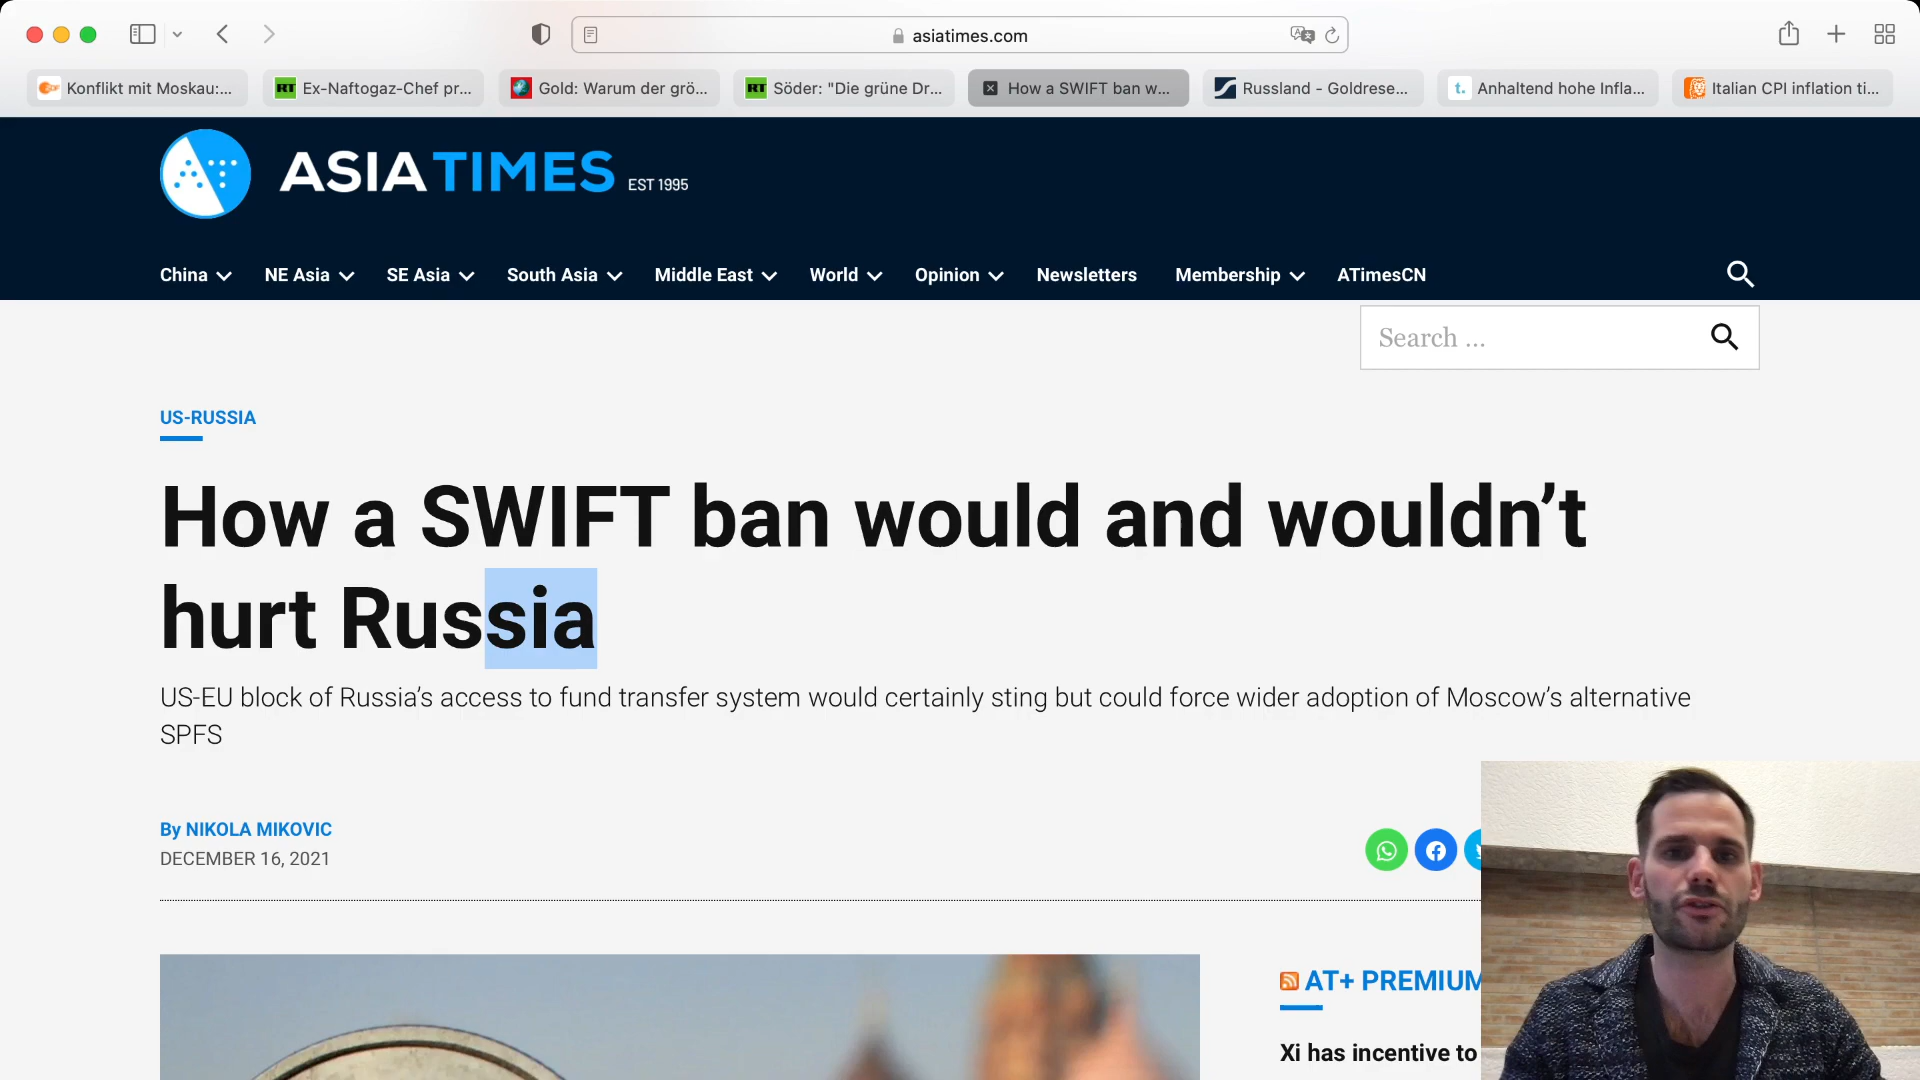 asiatimes.com
Konflikt mit Moskau:...
Ex-Naftogaz-Chef pr...
Gold: Warum der grö...
Söder: "Die grüne Dr...
How a SWIFT ban w...
Russland - Goldrese...
Anhaltend hohe Infla...
Italian CPI inflation ti...
ASIA TIMES EST 1995
China NE Asia SE Asia South Asia Middle East World Opinion Newsletters Membership ATimesCN
Search ...
US-RUSSIA
How a SWIFT ban would and wouldn’t
hurt Russia
US-EU block of Russia’s access to fund transfer system would certainly sting but could force wider adoption of Moscow’s alternative
SPFS
By NIKOLA MIKOVIC
DECEMBER 16, 2021
AT+ PREMIUM
Xi has incentive to